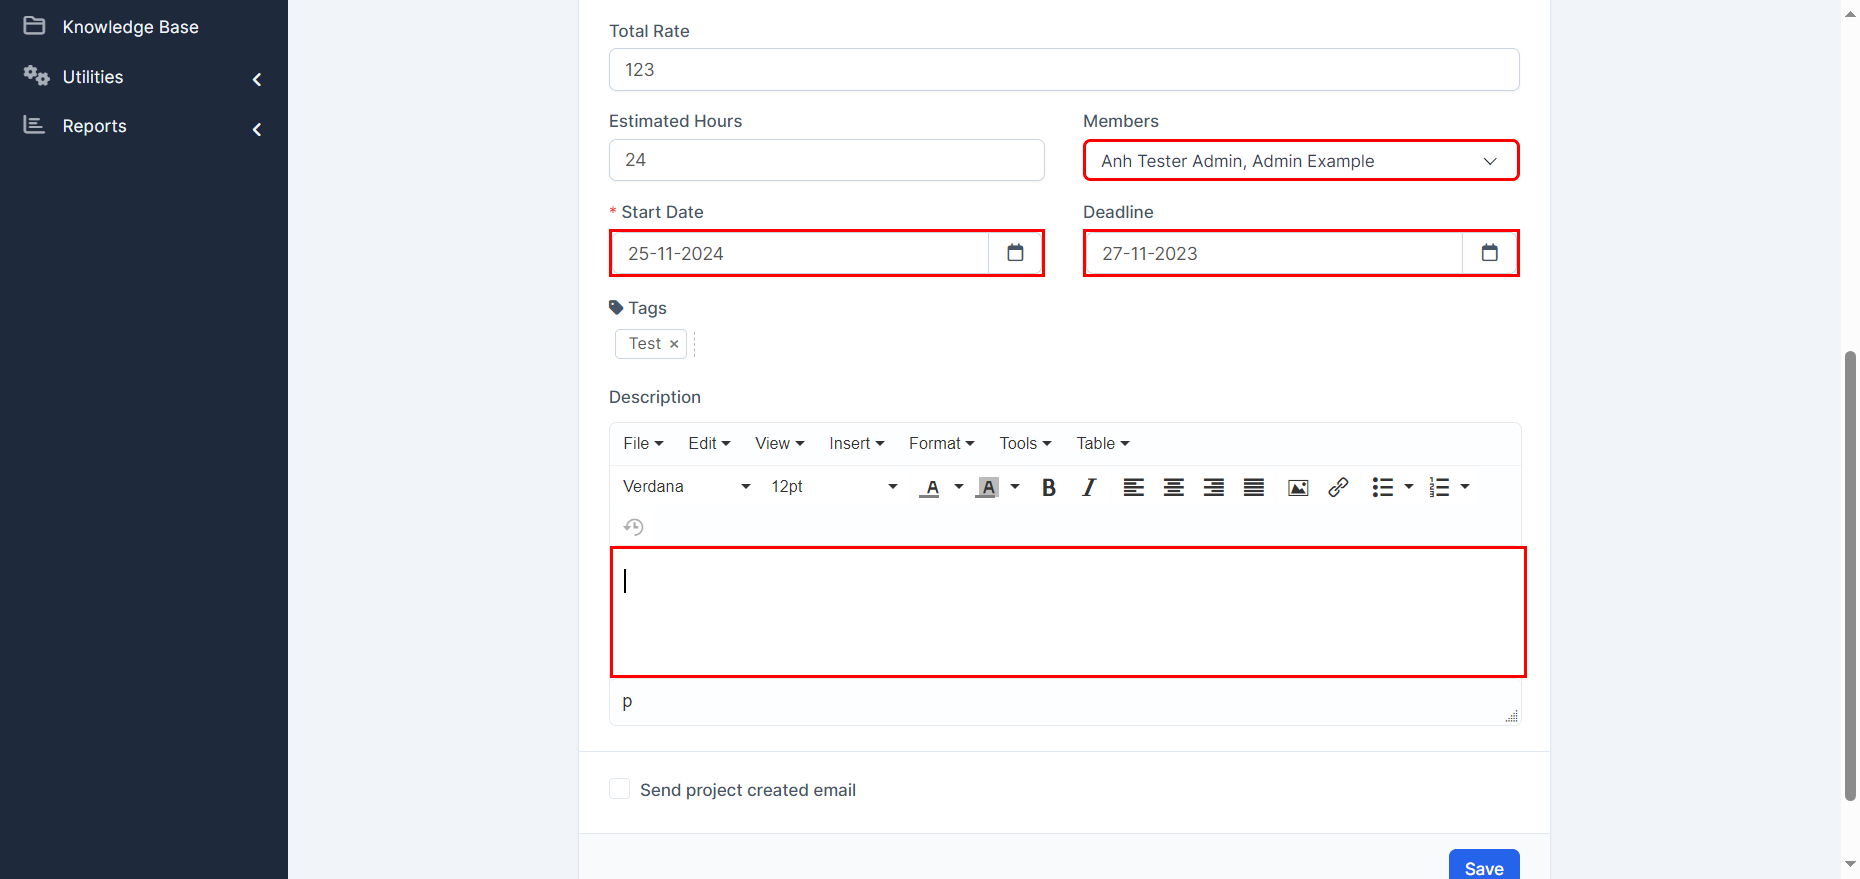 Knowledge Base
Utilities
Reports
Total Rate
123
Estimated Hours
24
Members
Anh Tester Admin, Admin Example
* Start Date
25-11-2024
Deadline
27-11-2023
Tags
Test ×
Description
File Edit View Insert Format Tools Table
Verdana 12pt A A B I
p
Send project created email
Save